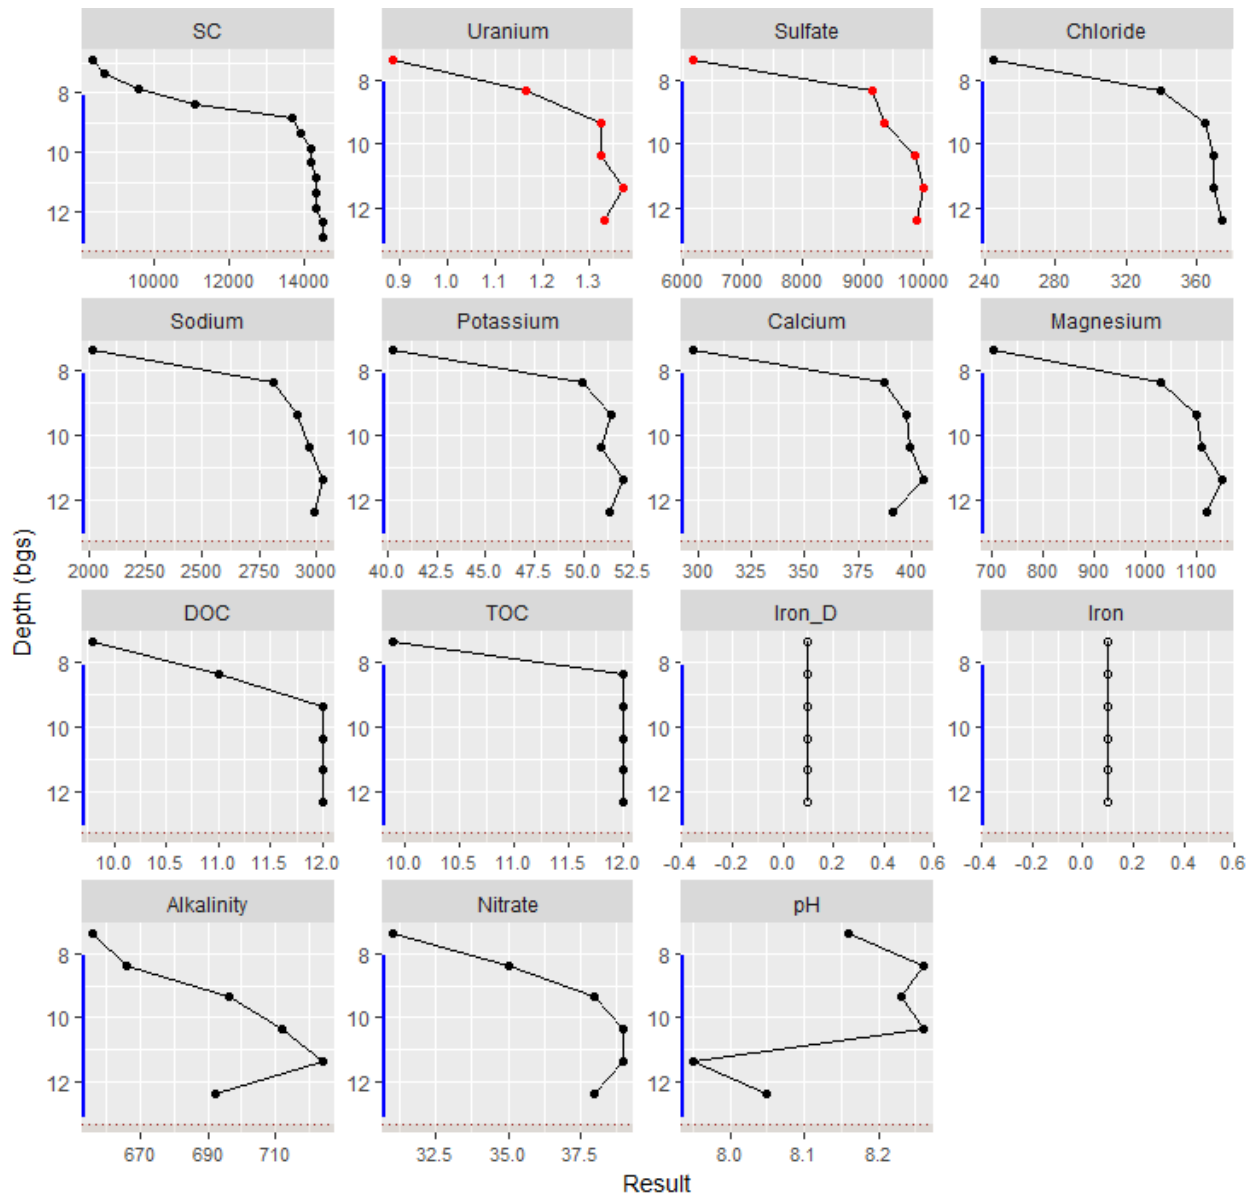 SC Uranium Sulfate Chloride
8 8 8 8
10 10 10 10
12 12 12 12
10000 12000 14000 0.9 1.0 1.1 1.2 1.3 6000 7000 8000 9000 10000 240 280 320 360
Sodium Potassium Calcium Magnesium
8 8 8 8
10 10 10 10
12 12 12 12
2000 2250 2500 2750 3000 40.0 42.5 45.0 47.5 50.0 52.5 300 325 350 375 400 700 800 900 1000 1100
Depth (bgs)
DOC TOC Iron_D Iron
8 8 8 8
10 10 10 10
12 12 12 12
10.0 10.5 11.0 11.5 12.0 10.0 10.5 11.0 11.5 12.0 -0.4 -0.2 0.0 0.2 0.4 0.6 -0.4 -0.2 0.0 0.2 0.4 0.6
Alkalinity Nitrate pH
8 8 8
10 10 10
12 12 12
670 690 710 32.5 35.0 37.5 8.0 8.1 8.2
Result